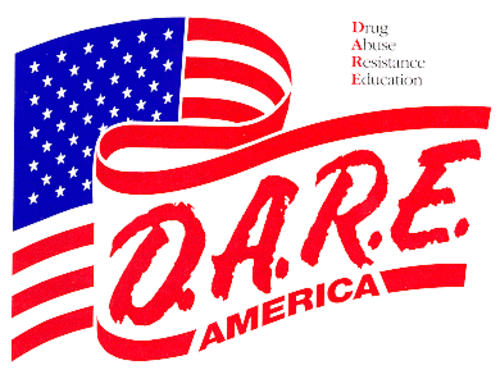 Drug
Abuse
Resistance
Education
D.A.R.E.
AMERICA